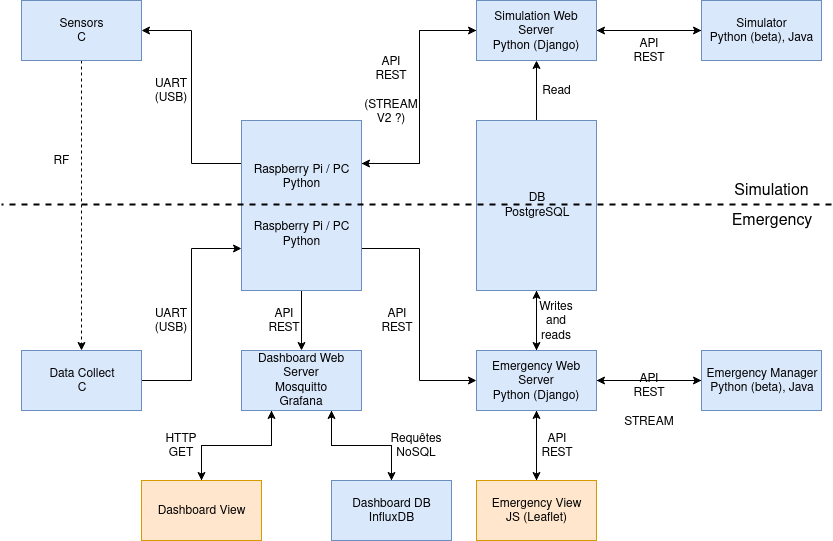 Sensors
C
Simulation Web
Server
Python (Django)
Simulator
Python (beta), Java
API
REST
API
REST
(STREAM
V2 ?)
UART
(USB)
Read
RF
Raspberry Pi / PC
Python
DB
PostgreSQL
Simulation
Emergency
Raspberry Pi / PC
Python
UART
(USB)
API
REST
API
REST
Writes
and
reads
Data Collect
C
Dashboard Web
Server
Mosquitto
Grafana
Emergency Web
Server
Python (Django)
API
REST
STREAM
Emergency Manager
Python (beta), Java
HTTP
GET
Requêtes
NoSQL
API
REST
Dashboard View
Dashboard DB
InfluxDB
Emergency View
JS (Leaflet)